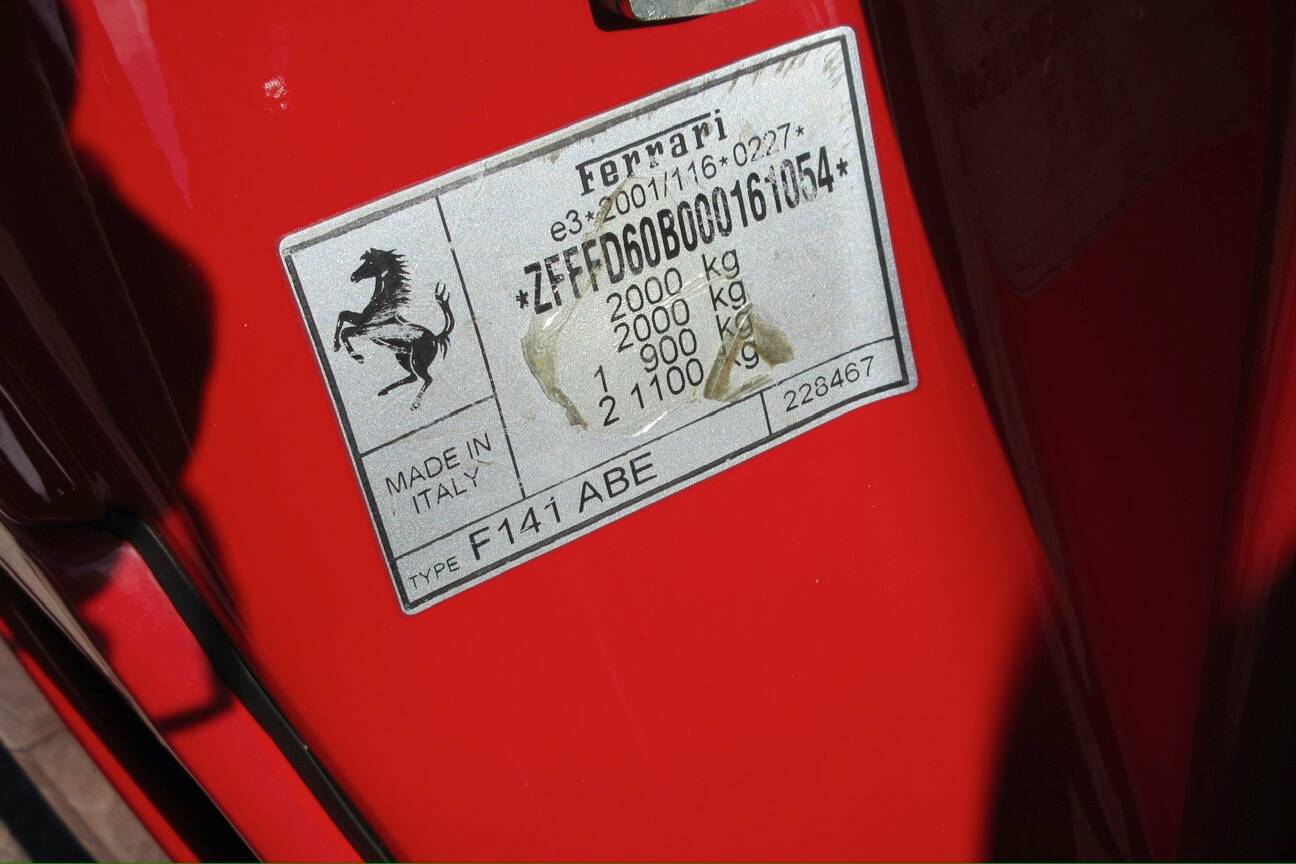 Ferrari
e3*2001/116*0227*
*ZFFFD60B000161054*
2000 kg
2000 kg
1 900 kg
2 1100 kg
MADE IN
ITALY
TYPE F141 ABE
228467